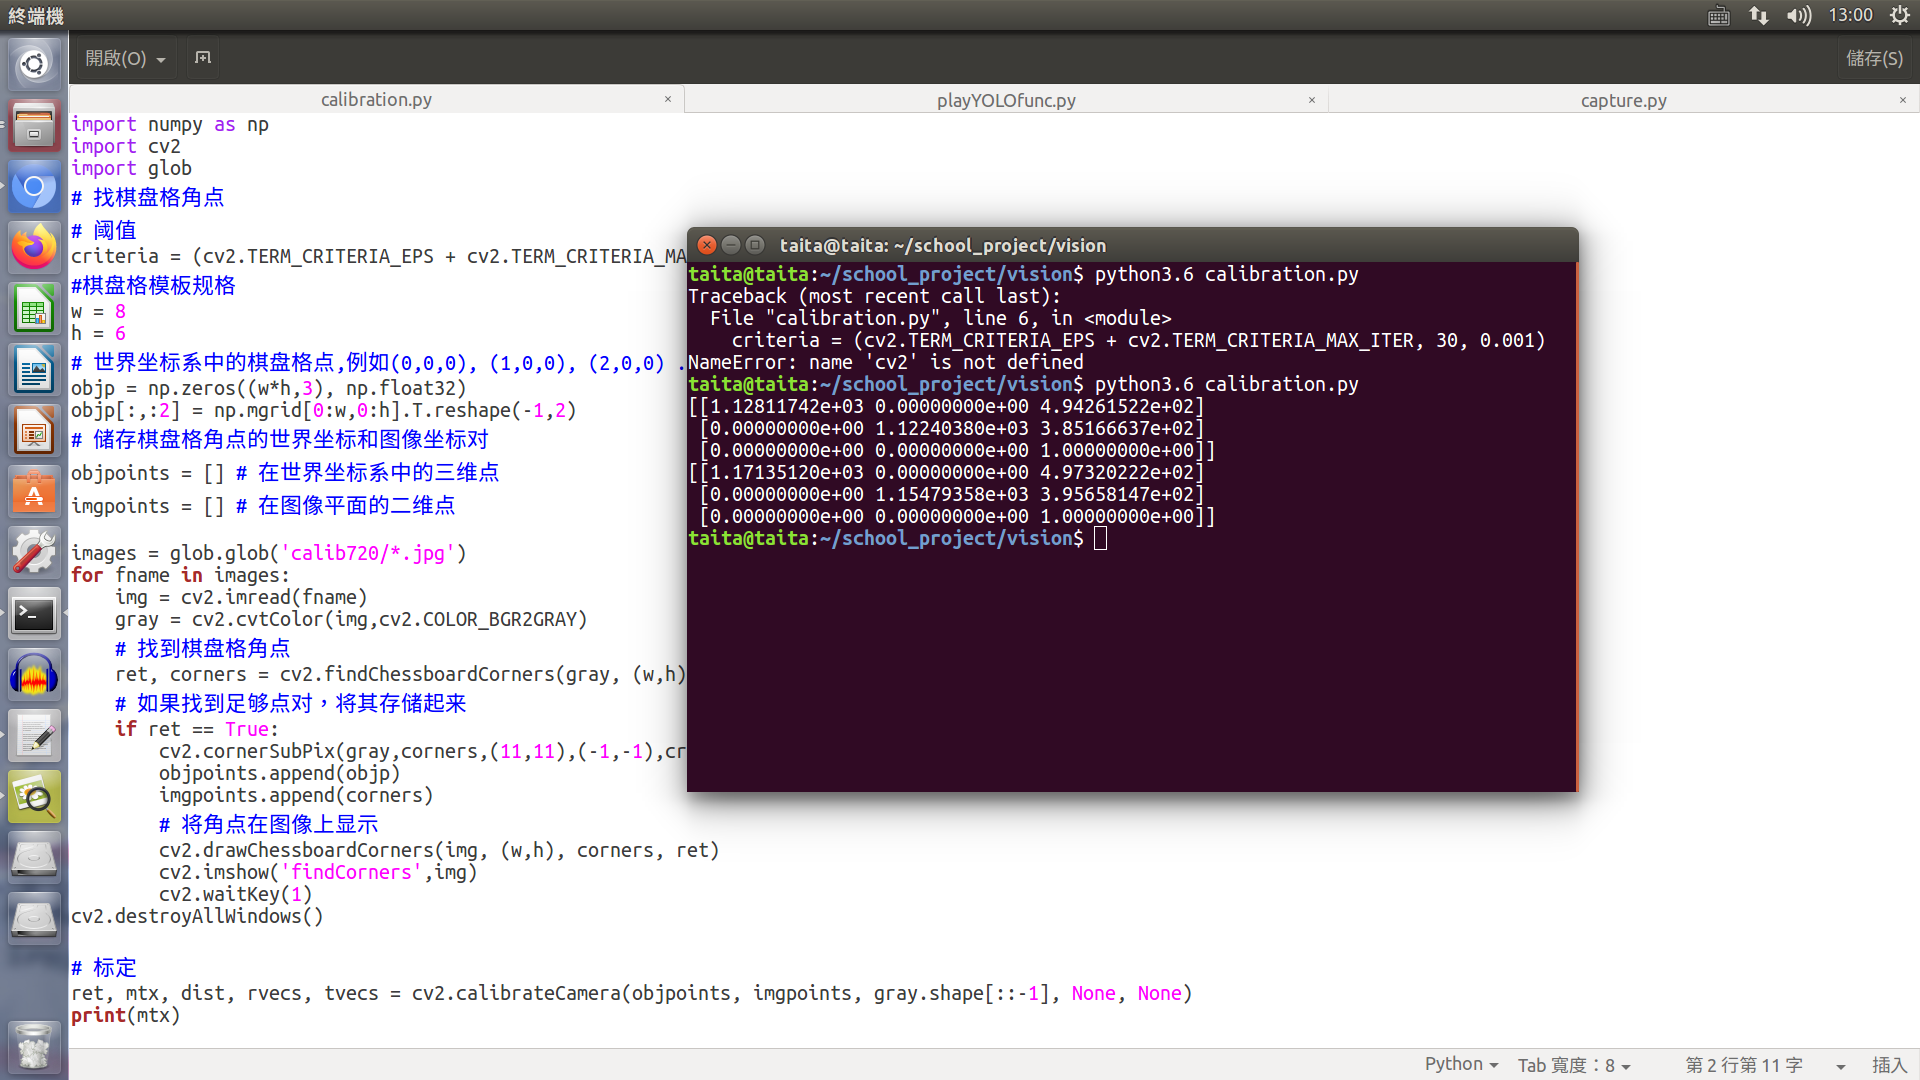 終端機
13:00
開啟(O)
儲存(S)
calibration.py
playYOLOfunc.py
capture.py
import numpy as np
import cv2
import glob
# 找棋盘格角点
# 阈值
criteria = (cv2.TERM_CRITERIA_EPS + cv2.TERM_CRITERIA_MA
#棋盘格模板规格
w = 8
h = 6
# 世界坐标系中的棋盘格点,例如(0,0,0), (1,0,0), (2,0,0) .
objp = np.zeros((w*h,3), np.float32)
objp[:,:2] = np.mgrid[0:w,0:h].T.reshape(-1,2)
# 储存棋盘格角点的世界坐标和图像坐标对
objpoints = [] # 在世界坐标系中的三维点
imgpoints = [] # 在图像平面的二维点
images = glob.glob('calib720/*.jpg')
for fname in images:
    img = cv2.imread(fname)
    gray = cv2.cvtColor(img,cv2.COLOR_BGR2GRAY)
    # 找到棋盘格角点
    ret, corners = cv2.findChessboardCorners(gray, (w,h)
    # 如果找到足够点对，将其存储起来
    if ret == True:
        cv2.cornerSubPix(gray,corners,(11,11),(-1,-1),cr
        objpoints.append(objp)
        imgpoints.append(corners)
        # 将角点在图像上显示
        cv2.drawChessboardCorners(img, (w,h), corners, ret)
        cv2.imshow('findCorners',img)
        cv2.waitKey(1)
cv2.destroyAllWindows()
# 标定
ret, mtx, dist, rvecs, tvecs = cv2.calibrateCamera(objpoints, imgpoints, gray.shape[::-1], None, None)
print(mtx)
taita@taita: ~/school_project/vision
taita@taita:~/school_project/vision$ python3.6 calibration.py
Traceback (most recent call last):
  File "calibration.py", line 6, in <module>
    criteria = (cv2.TERM_CRITERIA_EPS + cv2.TERM_CRITERIA_MAX_ITER, 30, 0.001)
NameError: name 'cv2' is not defined
taita@taita:~/school_project/vision$ python3.6 calibration.py
[[1.12811742e+03 0.00000000e+00 4.94261522e+02]
 [0.00000000e+00 1.12240380e+03 3.85166637e+02]
 [0.00000000e+00 0.00000000e+00 1.00000000e+00]]
[[1.17135120e+03 0.00000000e+00 4.97320222e+02]
 [0.00000000e+00 1.15479358e+03 3.95658147e+02]
 [0.00000000e+00 0.00000000e+00 1.00000000e+00]]
taita@taita:~/school_project/vision$
Python
Tab 寬度：8
第 2 行第 11 字
插入